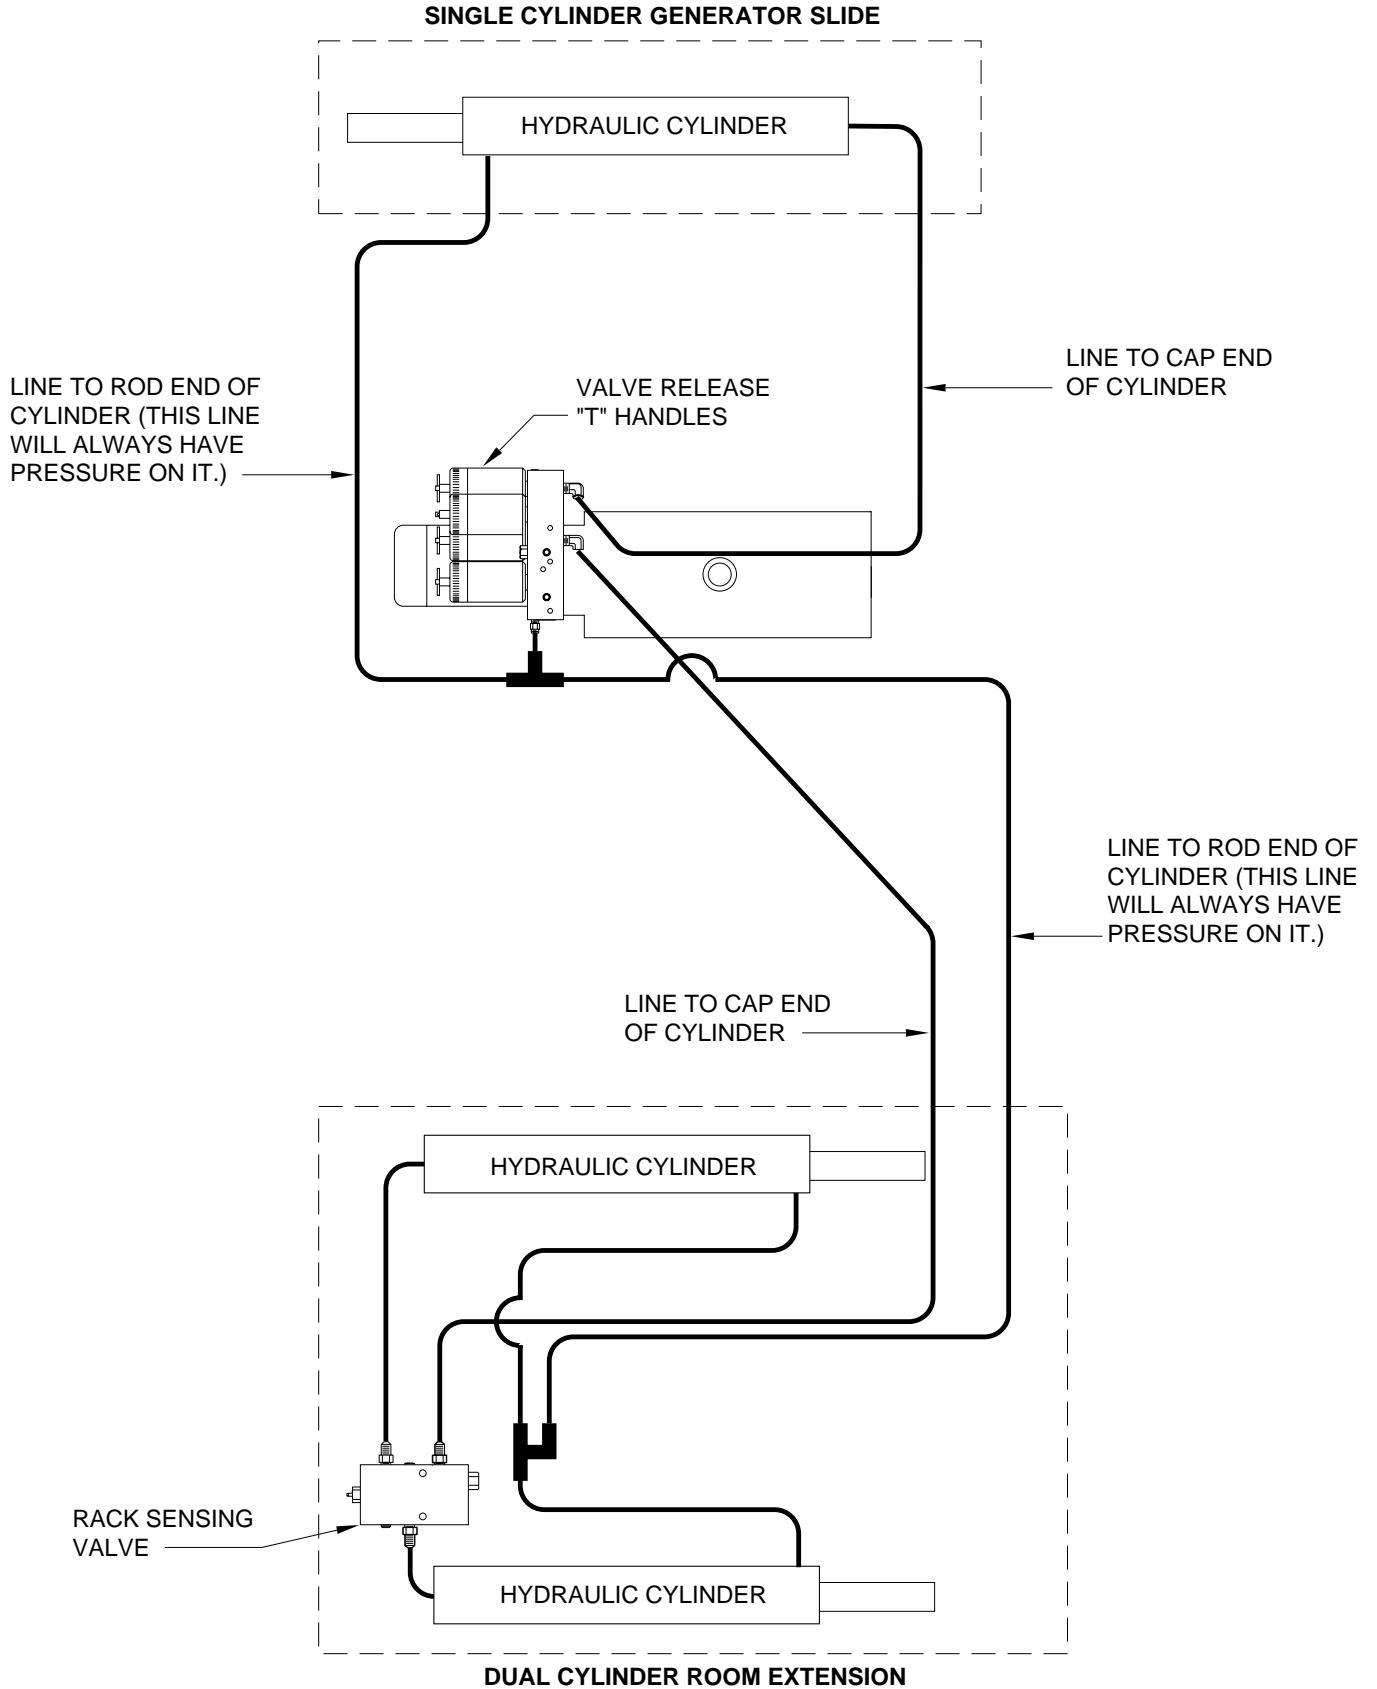 SINGLE CYLINDER GENERATOR SLIDE
HYDRAULIC CYLINDER
LINE TO CAP END
OF CYLINDER
VALVE RELEASE
"T" HANDLES
LINE TO ROD END OF
CYLINDER (THIS LINE
WILL ALWAYS HAVE
PRESSURE ON IT.)
LINE TO ROD END OF
CYLINDER (THIS LINE
WILL ALWAYS HAVE
PRESSURE ON IT.)
LINE TO CAP END
OF CYLINDER
HYDRAULIC CYLINDER
RACK SENSING
VALVE
HYDRAULIC CYLINDER
DUAL CYLINDER ROOM EXTENSION